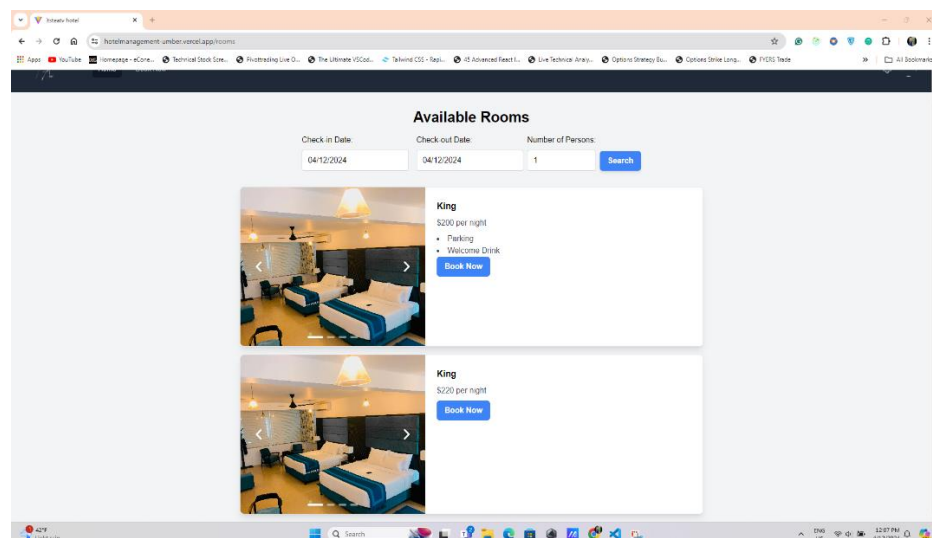 hotelmanagement-umber.vercel.app/rooms
Apps YouTube Homepage - eCone... Technical Stock Scre... Pivottrading Live O... The Ultimate VSCod... Tailwind CSS - Rapi... 45 Advanced React I... Live Technical Analy... Options Strategy Bu... Options Strike Long... FYERS Trade » All Bookmarks
Available Rooms
Check-in Date: Check-out Date: Number of Persons:
04/12/2024 04/12/2024 1 Search
King
$200 per night
• Parking
• Welcome Drink
Book Now
King
$220 per night
Book Now
42°F
Search
ENG 12:07 PM